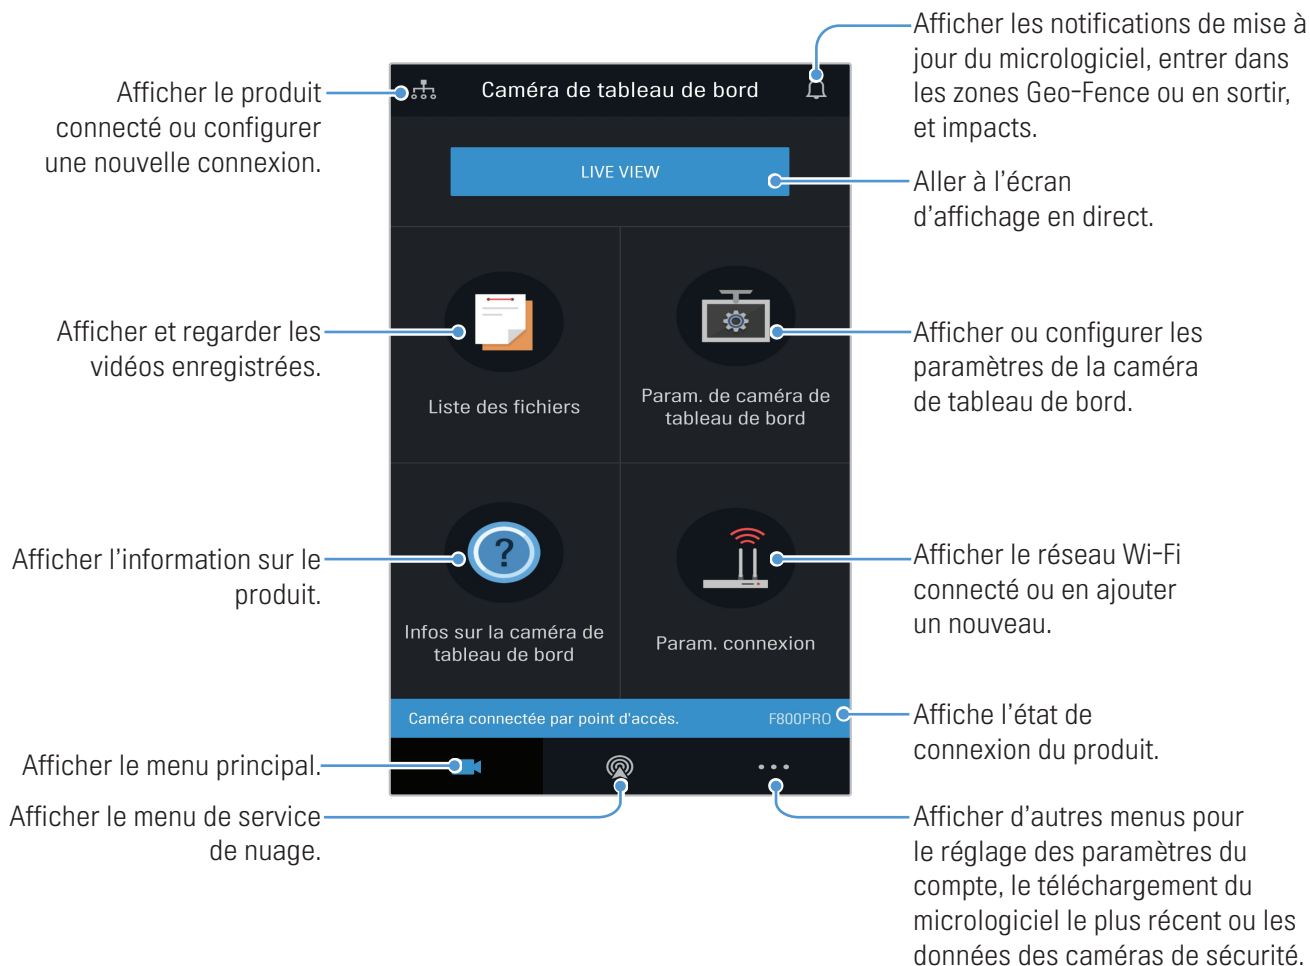 Afficher les notifications de mise à
jour du micrologiciel, entrer dans
les zones Geo-Fence ou en sortir,
et impacts.
Afficher le produit
connecté ou configurer
une nouvelle connexion.
Caméra de tableau de bord
LIVE VIEW
Aller à l'écran
d'affichage en direct.
Afficher et regarder les
vidéos enregistrées.
Liste des fichiers
Param. de caméra de
tableau de bord
Afficher ou configurer les
paramètres de la caméra
de tableau de bord.
Afficher l'information sur le
produit.
?
Infos sur la caméra de
tableau de bord
Param. connexion
Afficher le réseau Wi-Fi
connecté ou en ajouter
un nouveau.
Caméra connectée par point d'accès.
F800PRO
Affiche l'état de
connexion du produit.
Afficher le menu principal.
Afficher le menu de service
de nuage.
Afficher d'autres menus pour
le réglage des paramètres du
compte, le téléchargement du
micrologiciel le plus récent ou les
données des caméras de sécurité.